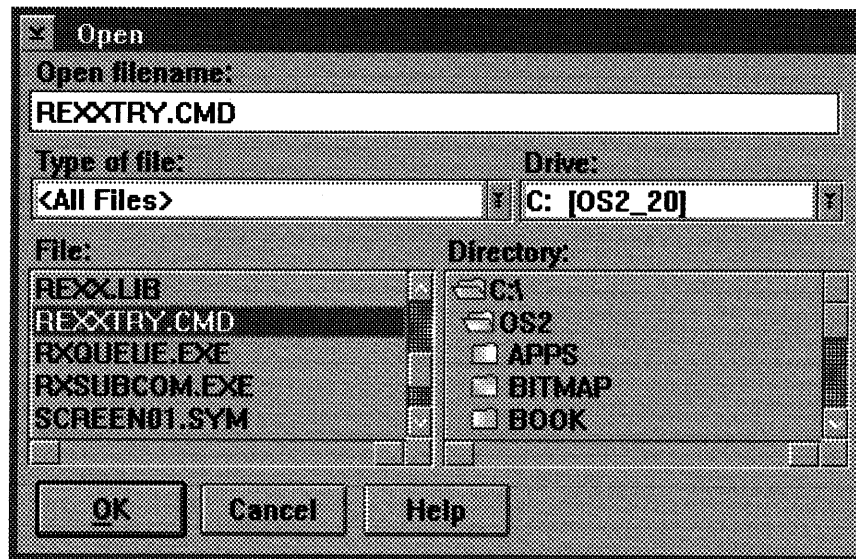 Open
Open filename:
REXXTRY.CMD
Type of file:
Drive:
<All Files>
C: [OS2_20]
File:
Directory:
REXX.LIB
REXXTRY.CMD
RXQUEUE.EXE
RXSUBCOM.EXE
SCREEN01.SYM
C:\
OS2
APPS
BITMAP
BOOK
OK
Cancel
Help